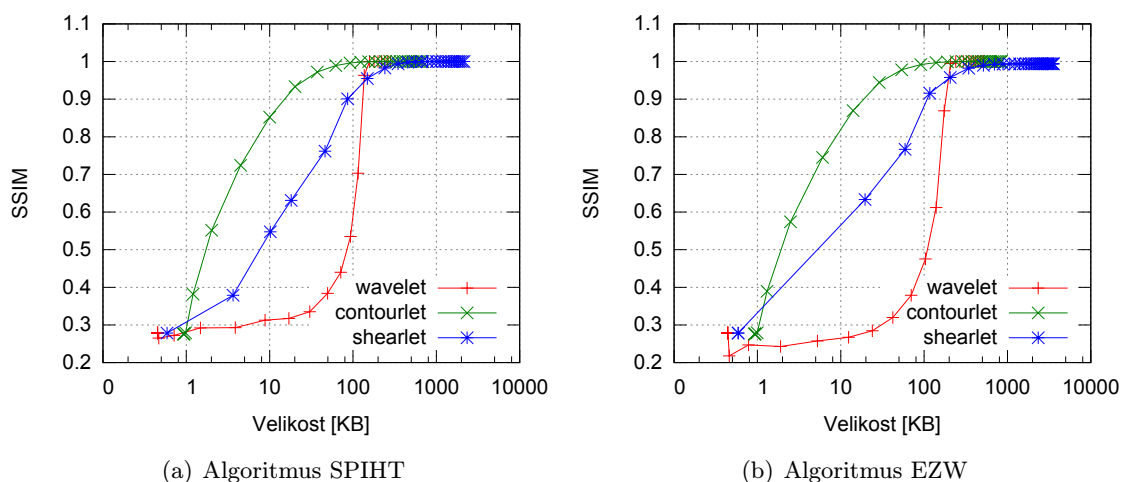 1.1
1
0.9
0.8
0.7
0.6
0.5
0.4
0.3
0.2
SSIM
0 1 10 100 1000 10000
Velikost [KB]
wavelet
contourlet
shearlet
(a) Algoritmus SPIHT
1.1
1
0.9
0.8
0.7
0.6
0.5
0.4
0.3
0.2
SSIM
0 1 10 100 1000 10000
Velikost [KB]
wavelet
contourlet
shearlet
(b) Algoritmus EZW